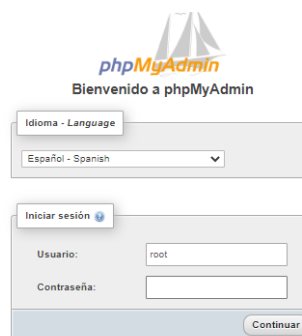 phpMyAdmin
Bienvenido a phpMyAdmin
Idioma - Language
Español - Spanish
Iniciar sesión
Usuario:
root
Contraseña:
Continuar